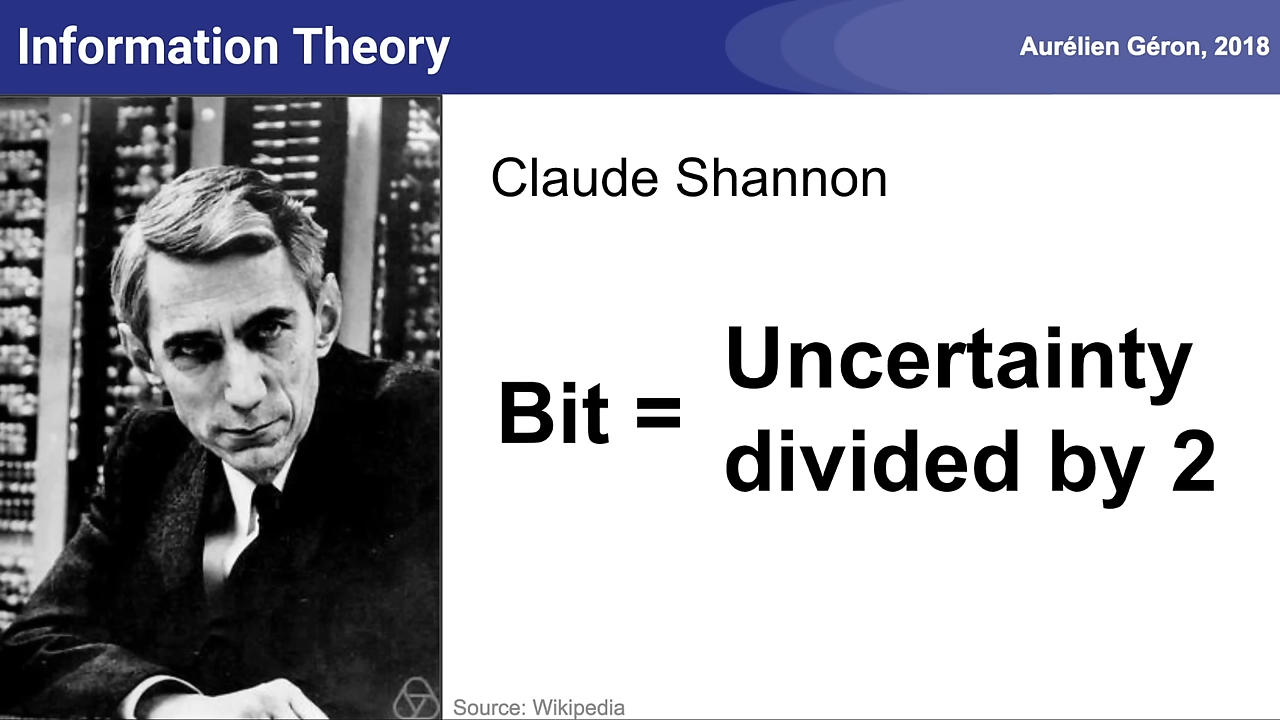 Information Theory
Aurélien Géron, 2018
Claude Shannon
Bit =
Uncertainty
divided by 2
Source: Wikipedia